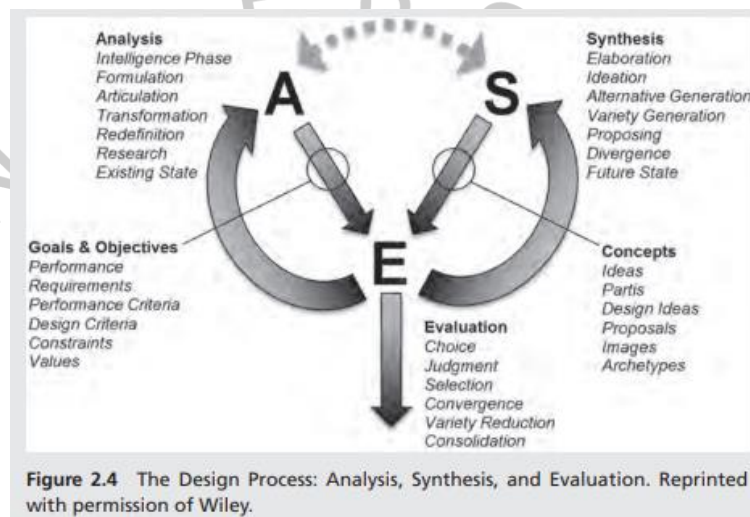 Analysis
Intelligence Phase
Formulation
Articulation
Transformation
Redefinition
Research
Existing State
A
S
Synthesis
Elaboration
Ideation
Alternative Generation
Variety Generation
Proposing
Divergence
Future State
Goals & Objectives
Performance
Requirements
Performance Criteria
Design Criteria
Constraints
Values
E
Concepts
Ideas
Partis
Design Ideas
Proposals
Images
Archetypes
Evaluation
Choice
Judgment
Selection
Convergence
Variety Reduction
Consolidation
Figure 2.4 The Design Process: Analysis, Synthesis, and Evaluation. Reprinted
with permission of Wiley.